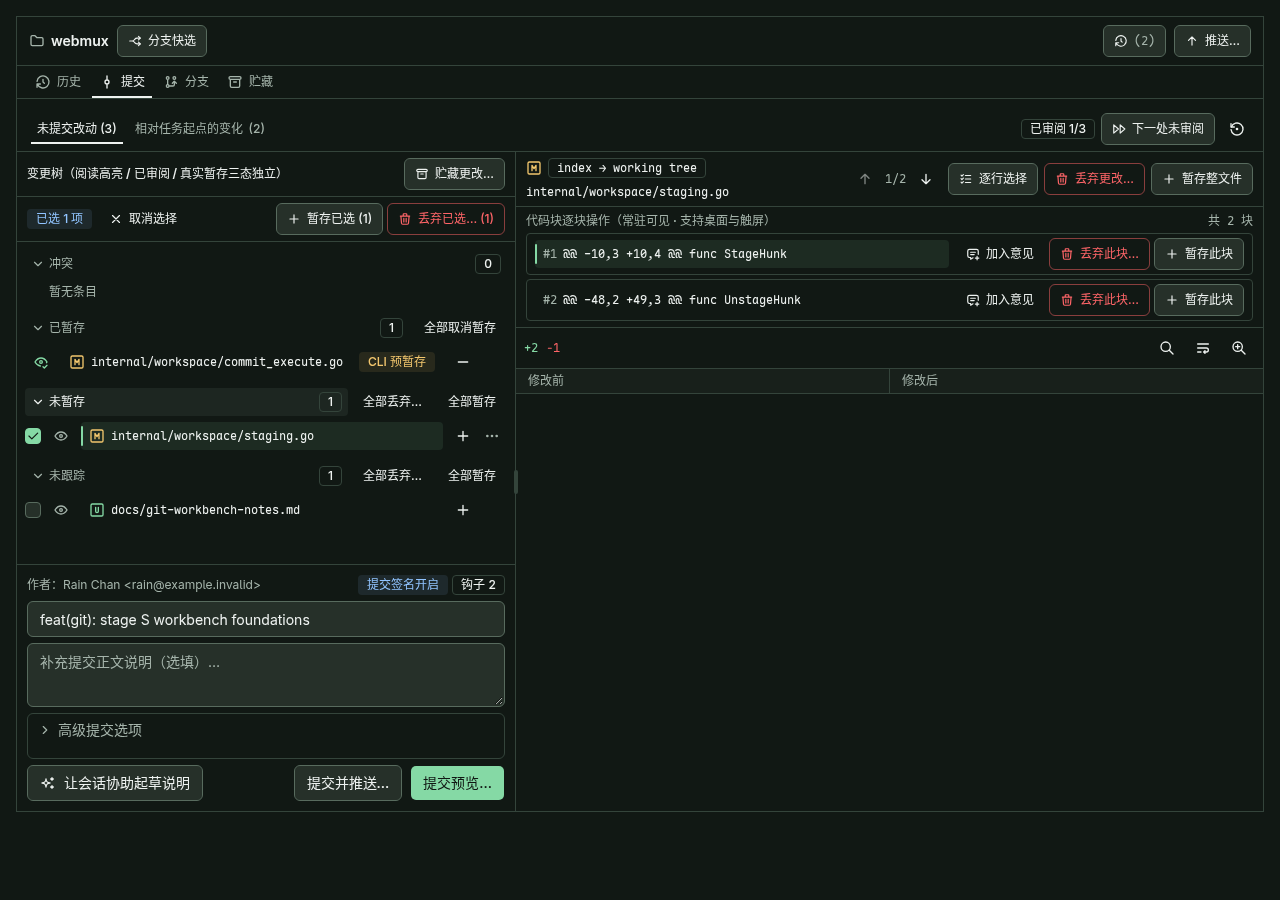 webmux 分支快选 (2) 推送...
历史 提交 分支 贮藏
未提交改动 (3) 相对任务起点的变化 (2) 已审阅 1/3 下一处未审阅
变更树（阅读高亮 / 已审阅 / 真实暂存三态独立） 贮藏更改...
已选 1 项 取消选择 暂存已选 (1) 丢弃已选... (1)
冲突 0
暂无条目
已暂存 1 全部取消暂存
M internal/workspace/commit_execute.go CLI 预暂存
未暂存 1 全部丢弃... 全部暂存
M internal/workspace/staging.go
未跟踪 1 全部丢弃... 全部暂存
U docs/git-workbench-notes.md
作者：Rain Chan <rain@example.invalid> 提交签名开启 钩子 2
feat(git): stage S workbench foundations
补充提交正文说明（选填）...
高级提交选项
让会话协助起草说明 提交并推送... 提交预览...
M index → working tree
internal/workspace/staging.go
1/2 逐行选择 丢弃更改... 暂存整文件
代码块逐块操作（常驻可见 · 支持桌面与触屏） 共 2 块
#1 @@ -10,3 +10,4 @@ func StageHunk 加入意见 丢弃此块... 暂存此块
#2 @@ -48,2 +49,3 @@ func UnstageHunk 加入意见 丢弃此块... 暂存此块
+2 -1
修改前 修改后